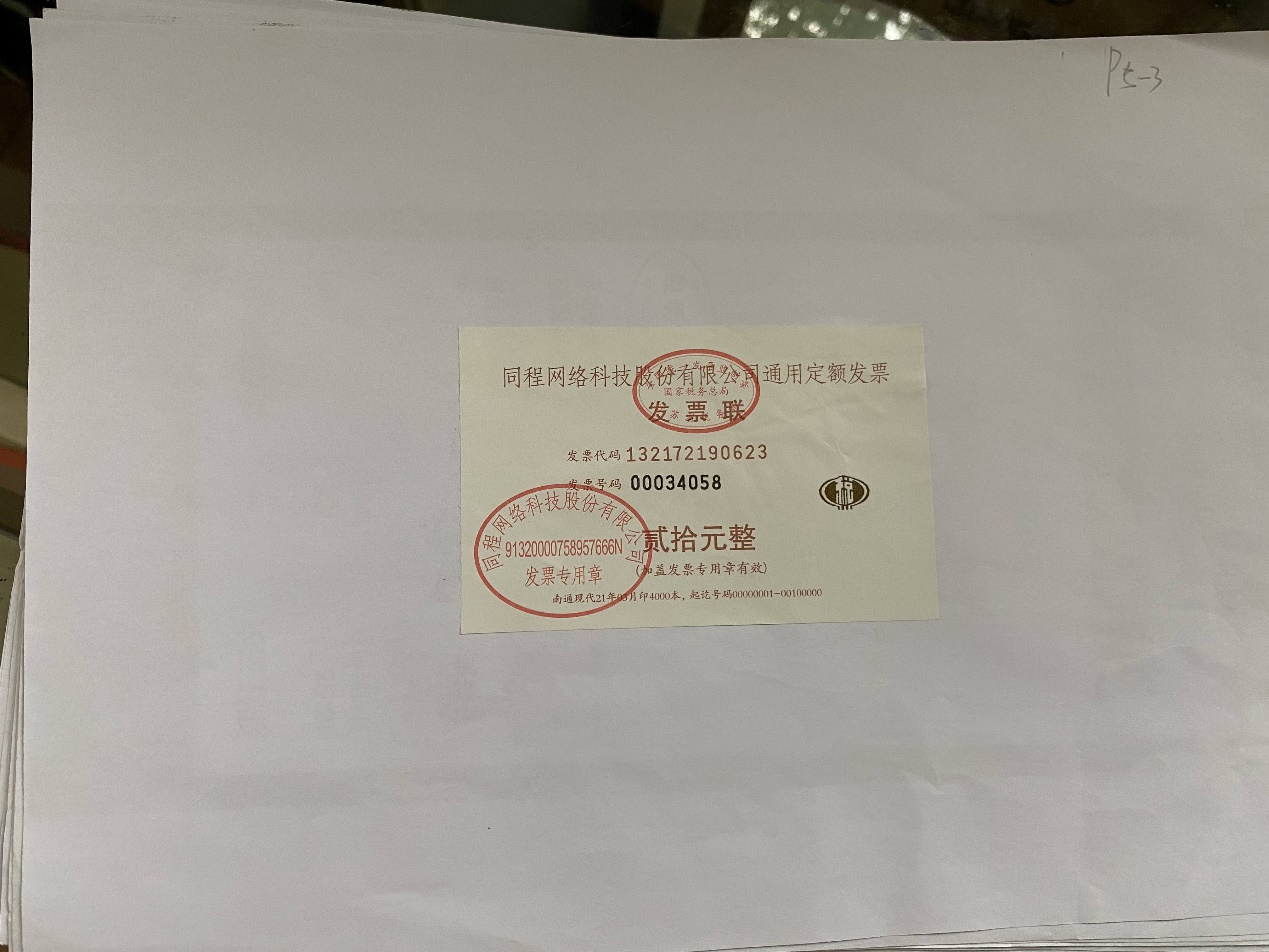 P5-3
同程网络科技股份有限公司通用定额发票
国家税务总局
发票联
发票代码 132172190623
发票号码 00034058
同程网络科技股份有限公司
91320000758957666N
发票专用章
贰拾元整
(加盖发票专用章有效)
南通现代21年03月印4000本，起讫号码00000001-00100000